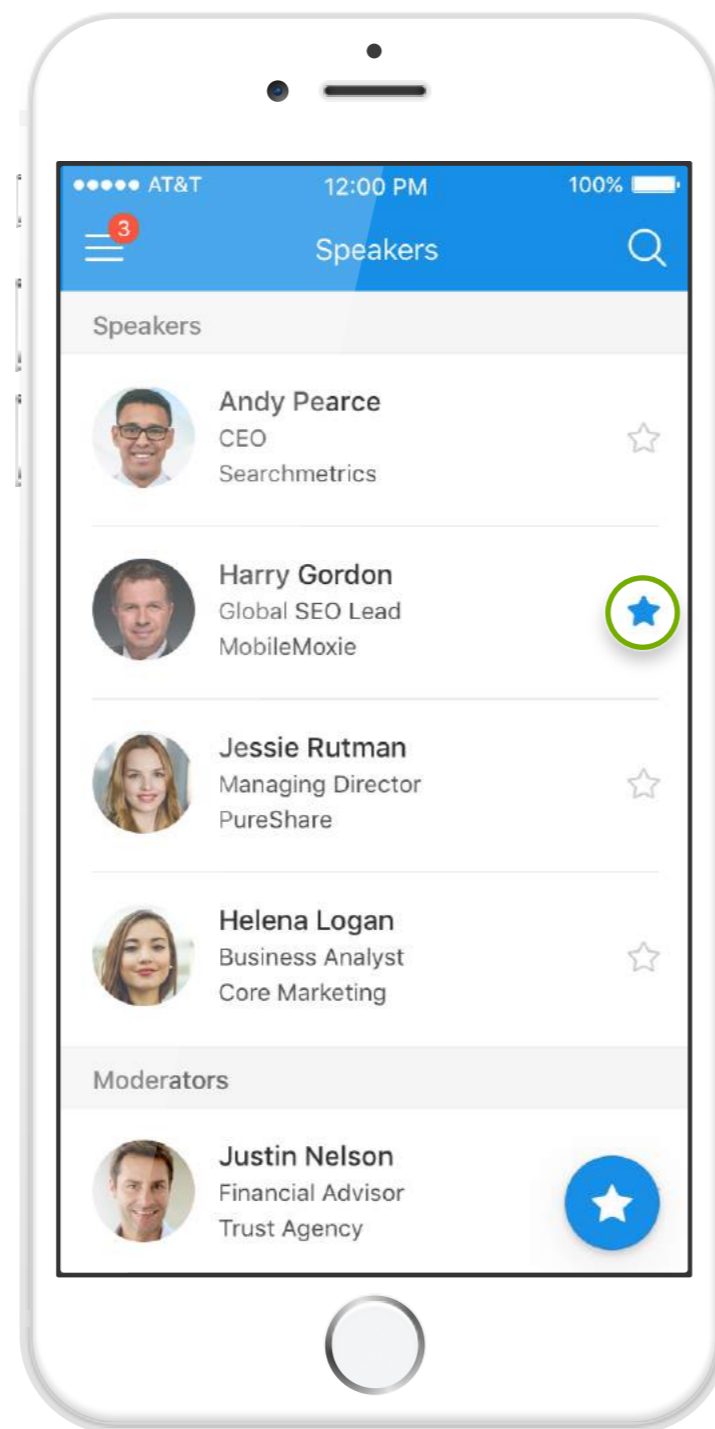 ●●●●● AT&T 12:00 PM 100%
3
Speakers
Speakers
Andy Pearce
CEO
Searchmetrics
Harry Gordon
Global SEO Lead
MobileMoxie
Jessie Rutman
Managing Director
PureShare
Helena Logan
Business Analyst
Core Marketing
Moderators
Justin Nelson
Financial Advisor
Trust Agency